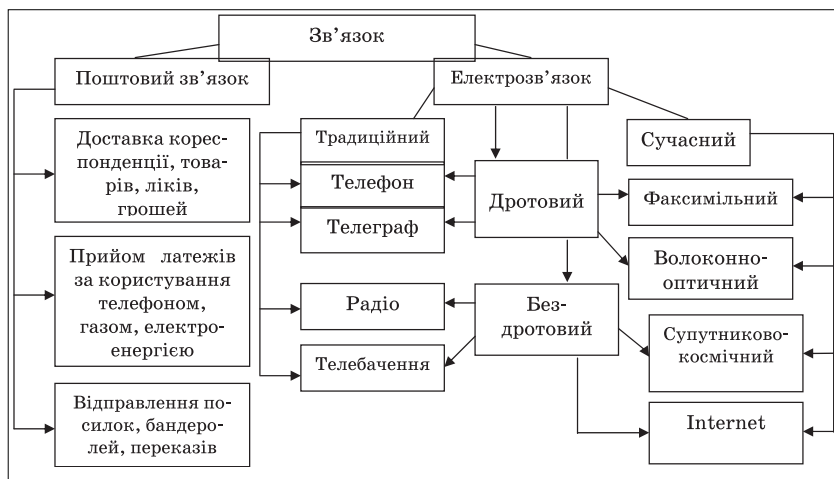 Зв’язок
Поштовий зв’язок
Електрозв’язок
Традиційний
Сучасний
Доставка корес-
понденції, това-
рів, ліків,
грошей
Телефон
Телеграф
Дротовий
Факсимільний
Волоконно-
оптичний
Прийом латежів
за користування
телефоном,
газом, електро-
енергією
Радіо
Без-
дротовий
Супутниково-
космічний
Телебачення
Відправлення по-
силок, бандеро-
лей, переказів
Internet